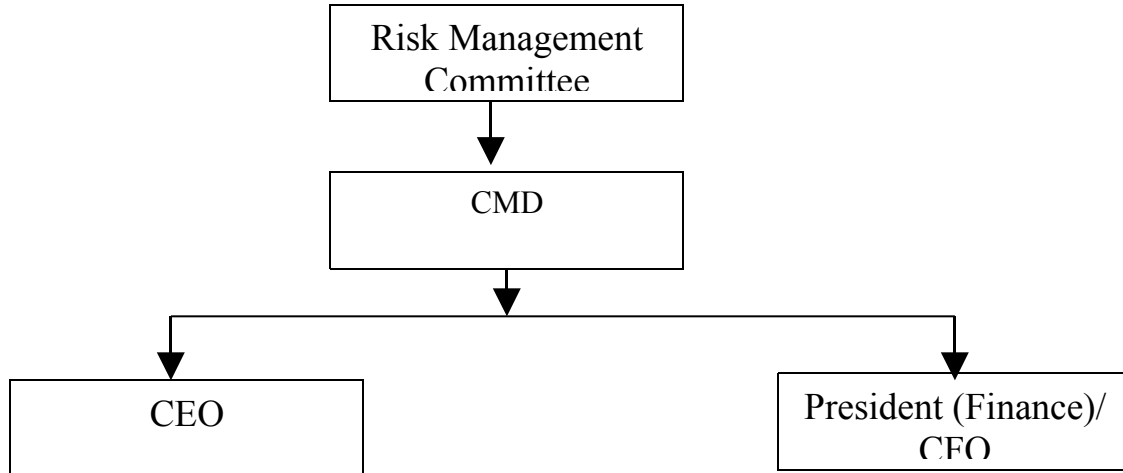 Risk Management
Committee
CMD
CEO
President (Finance)/
CFO